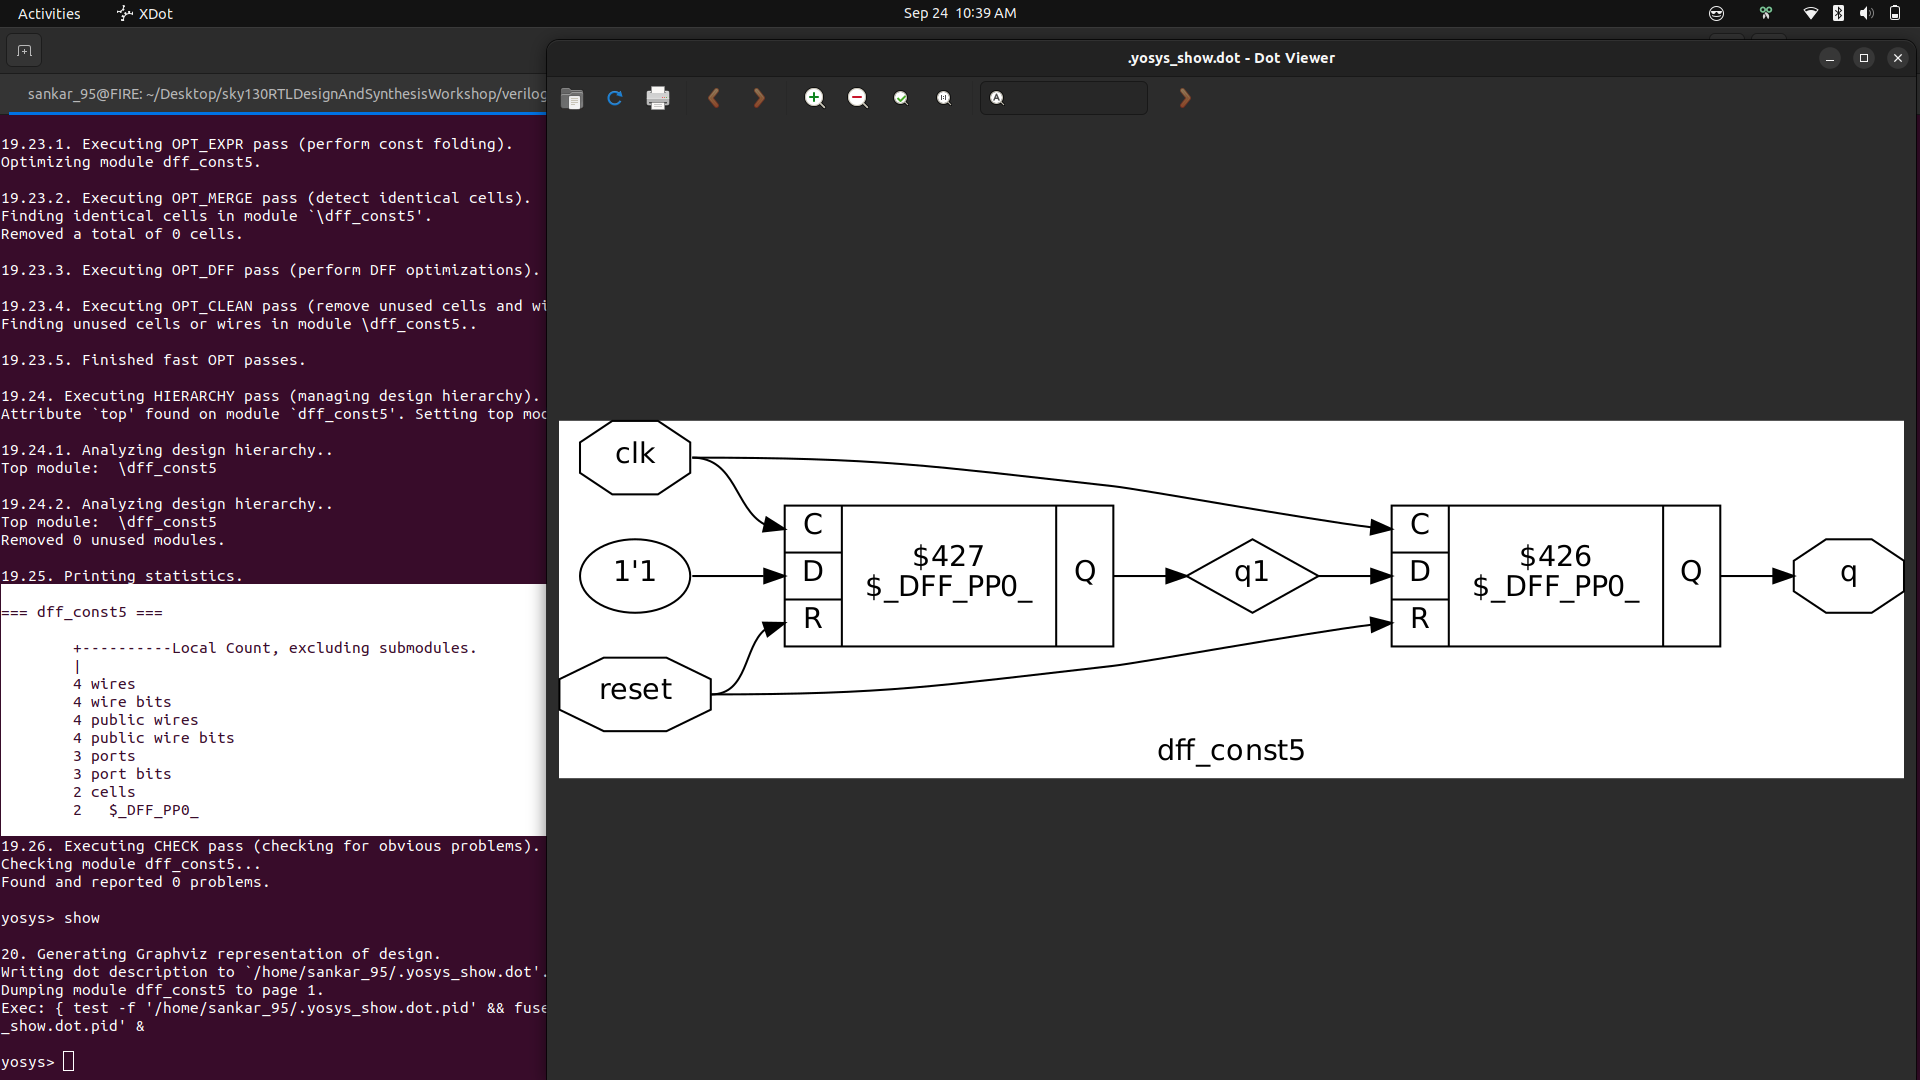 Activities
XDot
Sep 24 10:39 AM
sankar_95@FIRE: ~/Desktop/sky130RTLDesignAndSynthesisWorkshop/verilog
19.23.1. Executing OPT_EXPR pass (perform const folding).
Optimizing module dff_const5.
19.23.2. Executing OPT_MERGE pass (detect identical cells).
Finding identical cells in module `\dff_const5'.
Removed a total of 0 cells.
19.23.3. Executing OPT_DFF pass (perform DFF optimizations).
19.23.4. Executing OPT_CLEAN pass (remove unused cells and wi
Finding unused cells or wires in module \dff_const5..
19.23.5. Finished fast OPT passes.
19.24. Executing HIERARCHY pass (managing design hierarchy).
Attribute `top' found on module `dff_const5'. Setting top mod
19.24.1. Analyzing design hierarchy..
Top module:  \dff_const5
19.24.2. Analyzing design hierarchy..
Top module:  \dff_const5
Removed 0 unused modules.
19.25. Printing statistics.
=== dff_const5 ===
+----------Local Count, excluding submodules.
|
4 wires
4 wire bits
4 public wires
4 public wire bits
3 ports
3 port bits
2 cells
2   $_DFF_PP0_
19.26. Executing CHECK pass (checking for obvious problems).
Checking module dff_const5...
Found and reported 0 problems.
yosys> show
20. Generating Graphviz representation of design.
Writing dot description to `/home/sankar_95/.yosys_show.dot'.
Dumping module dff_const5 to page 1.
Exec: { test -f '/home/sankar_95/.yosys_show.dot.pid' && fuse
_show.dot.pid' &
yosys>
.yosys_show.dot - Dot Viewer
clk
1'1
reset
C
D
R
$427
$_DFF_PP0_
Q
q1
C
D
R
$426
$_DFF_PP0_
Q
q
dff_const5